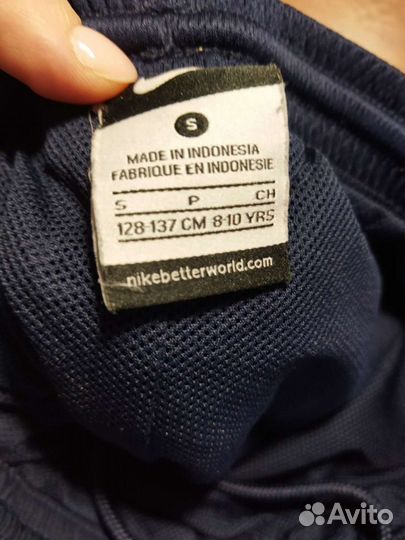 S
MADE IN INDONESIA
FABRIQUE EN INDONESIE
S P CH
128-137 CM 8-10 YRS
nikebetterworld.com
Avito